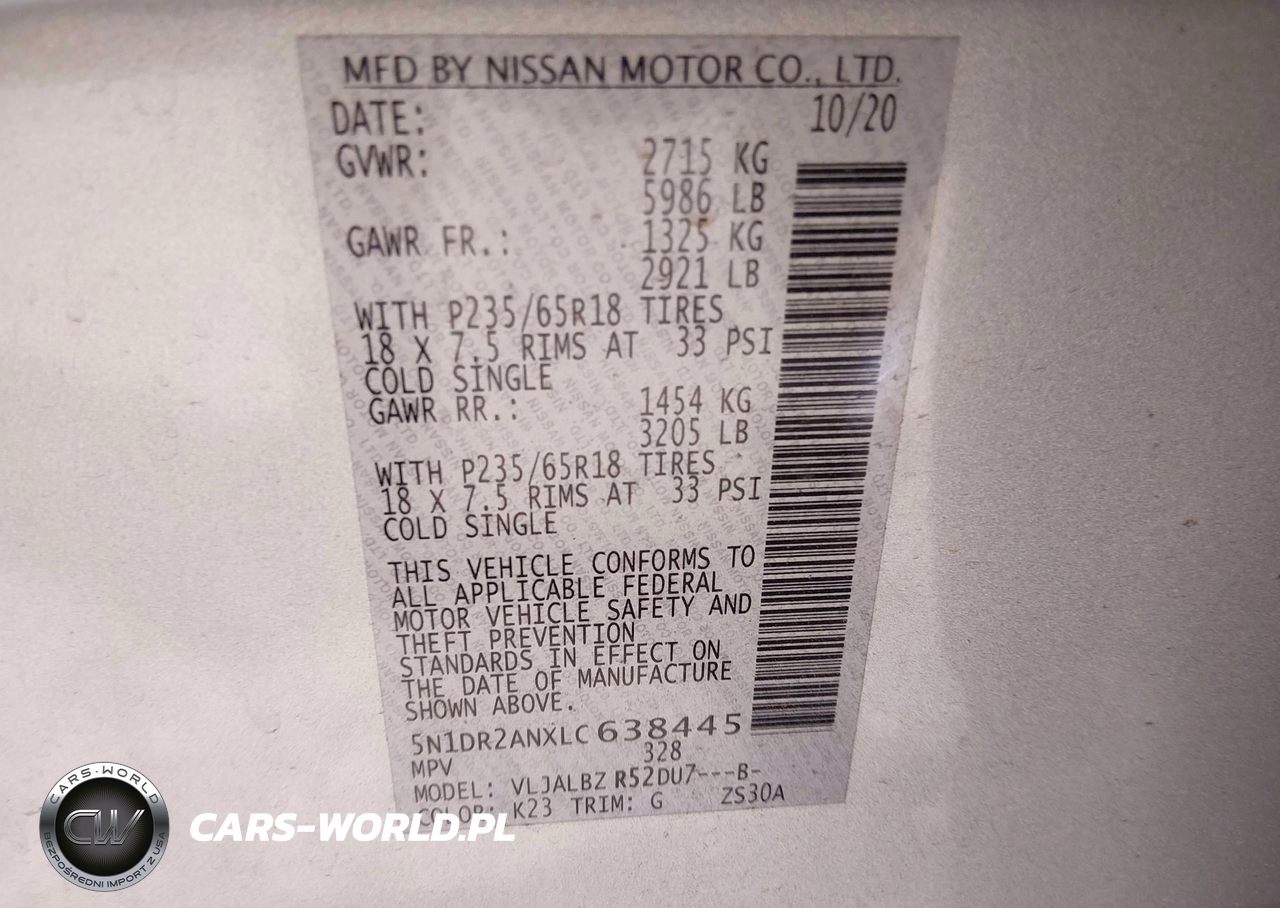 MFD BY NISSAN MOTOR CO., LTD.
DATE: 10/20
GVWR: 2715 KG
5986 LB
GAWR FR.: 1325 KG
2921 LB
WITH P235/65R18 TIRES
18 X 7.5 RIMS AT 33 PSI
COLD SINGLE
GAWR RR.: 1454 KG
3205 LB
WITH P235/65R18 TIRES
18 X 7.5 RIMS AT 33 PSI
COLD SINGLE
THIS VEHICLE CONFORMS TO
ALL APPLICABLE FEDERAL
MOTOR VEHICLE SAFETY AND
THEFT PREVENTION
STANDARDS IN EFFECT ON
THE DATE OF MANUFACTURE
SHOWN ABOVE.
5N1DR2ANXLC638445
MPV 328
MODEL: VLJALBZ R52DU7---B-
COLOR: K23 TRIM: G ZS30A
CARS-WORLD
CW
BEZPOŚREDNI IMPORT Z USA
CARS-WORLD.PL